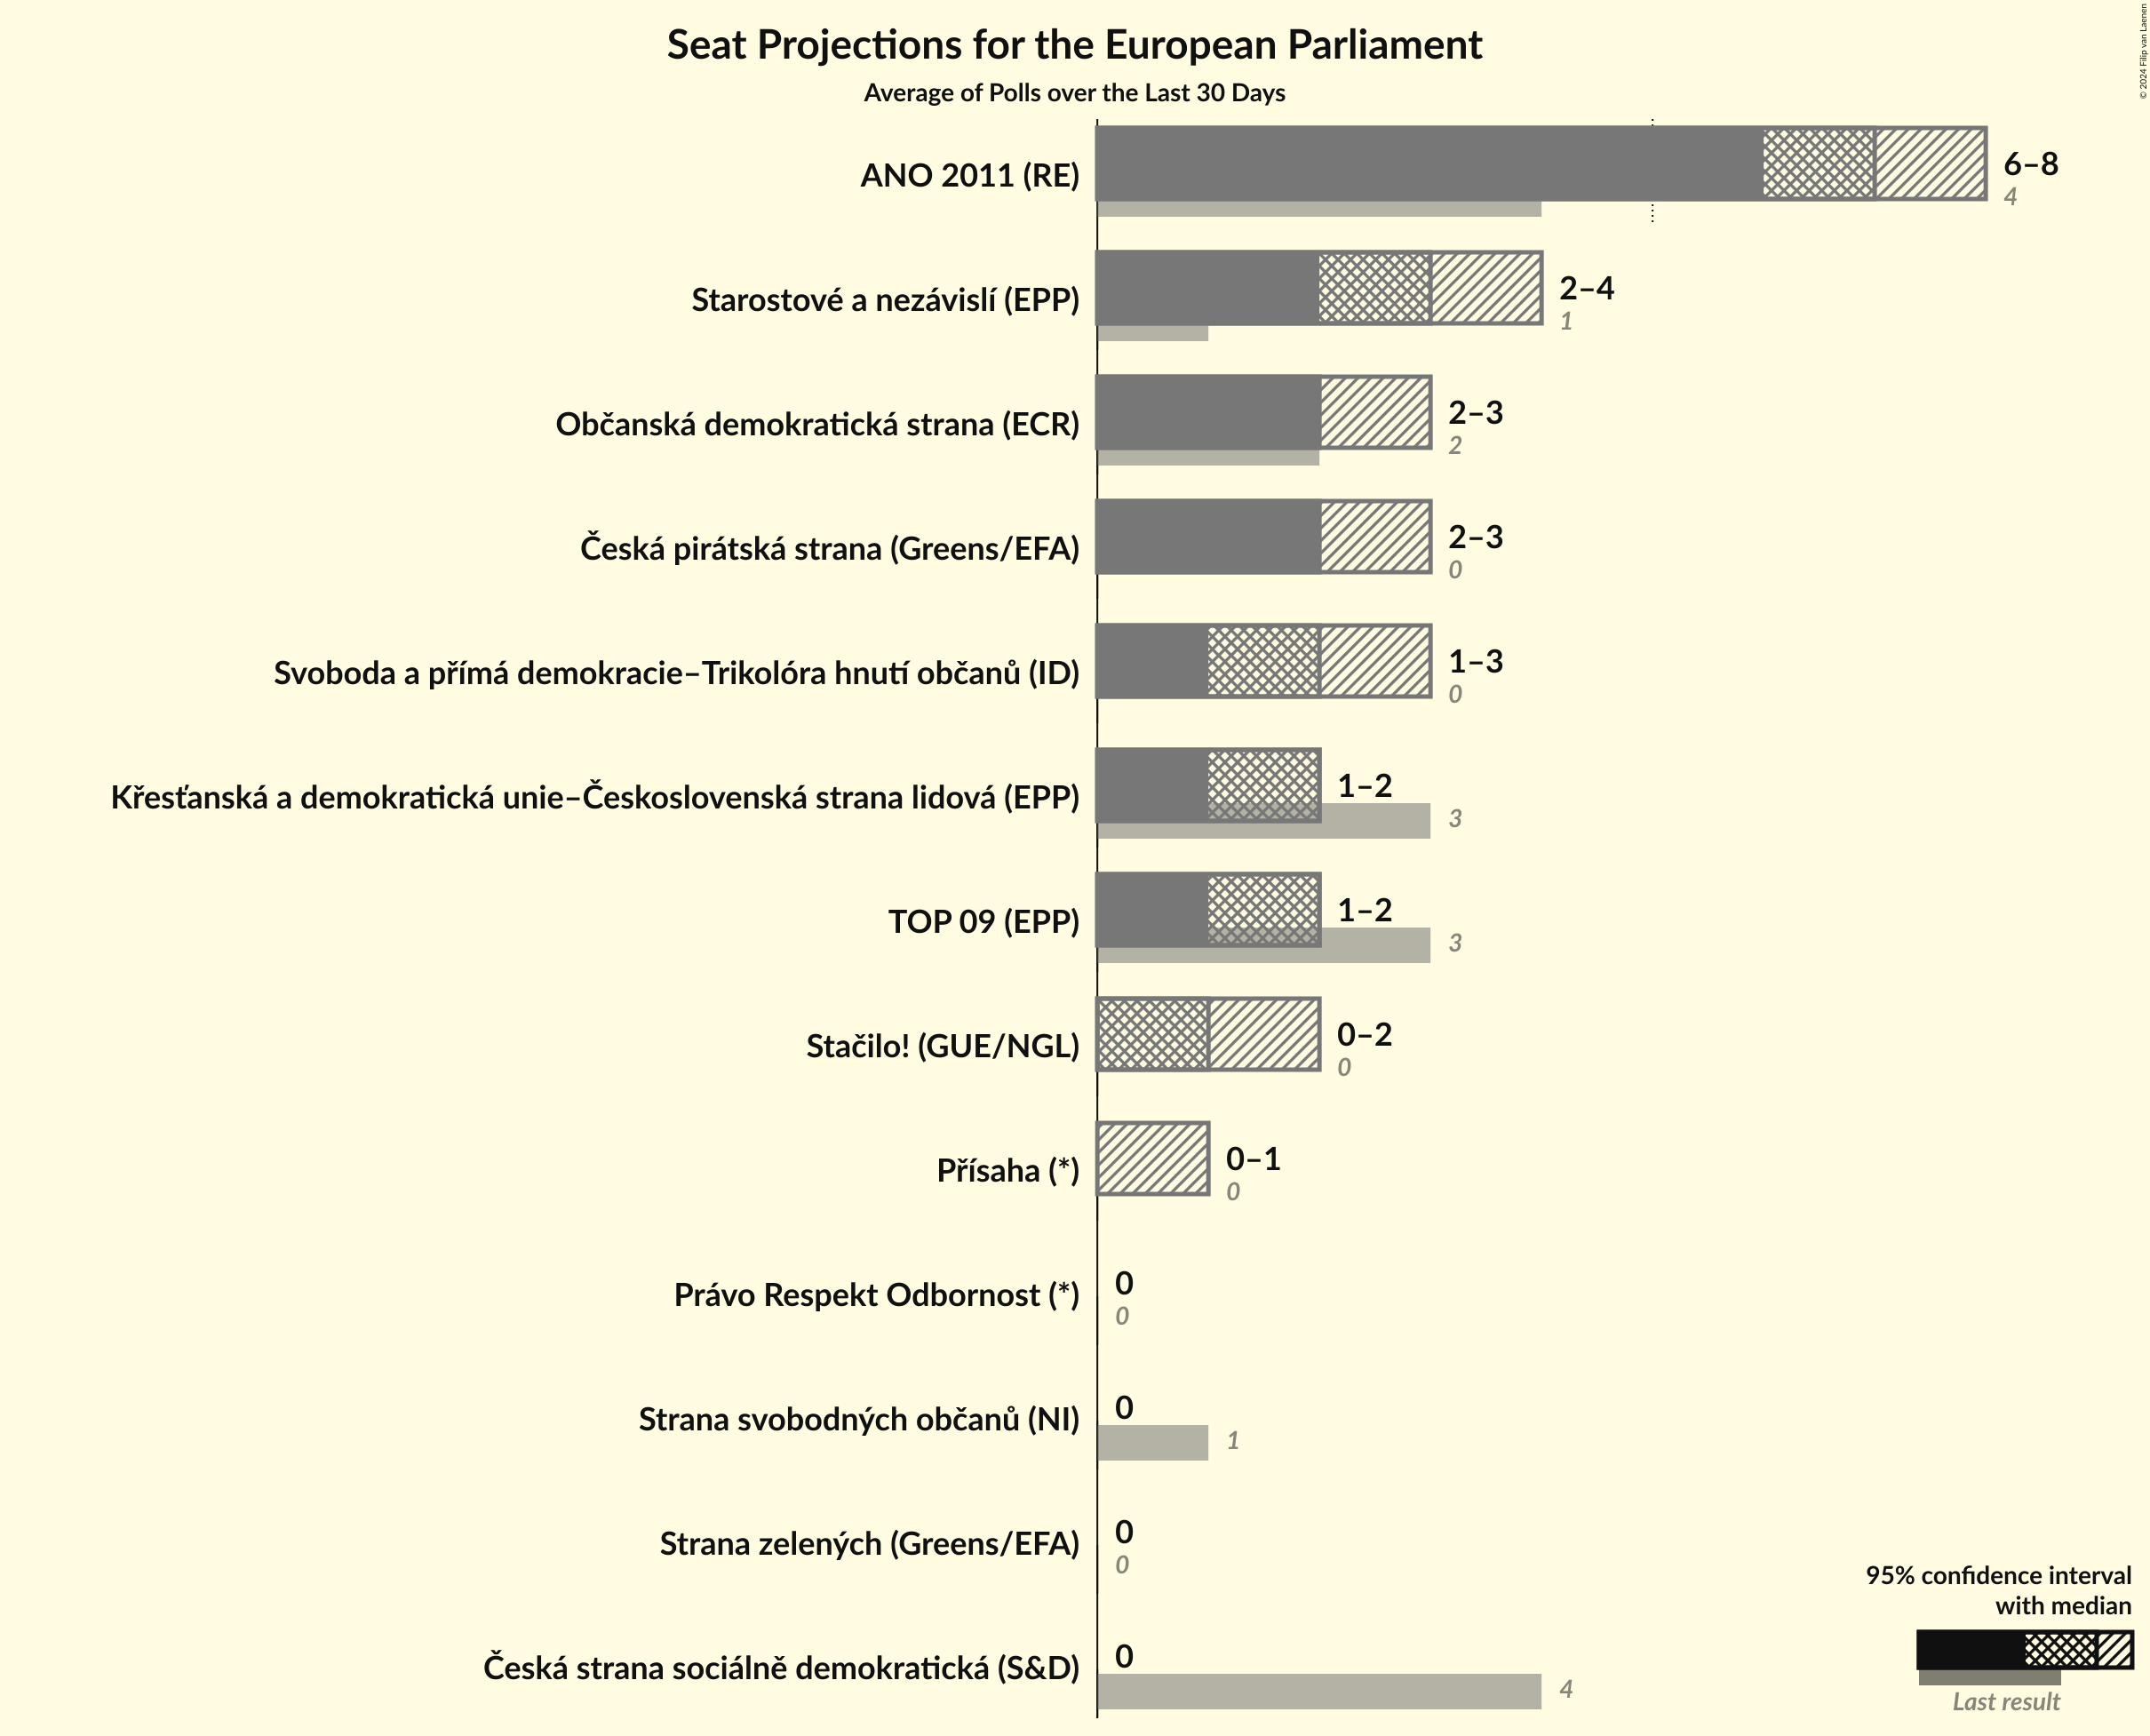 Seat Projections for the European Parliament
Average of Polls over the Last 30 Days
© 2024 Filip van Laenen
ANO 2011 (RE)
6–8
4
Starostové a nezávislí (EPP)
2–4
1
Občanská demokratická strana (ECR)
2–3
2
Česká pirátská strana (Greens/EFA)
2–3
0
Svoboda a přímá demokracie–Trikolóra hnutí občanů (ID)
1–3
0
Křesťanská a demokratická unie–Československá strana lidová (EPP)
1–2
3
TOP 09 (EPP)
1–2
3
Stačilo! (GUE/NGL)
0–2
0
Přísaha (*)
0–1
0
Právo Respekt Odbornost (*)
0
0
Strana svobodných občanů (NI)
0
1
Strana zelených (Greens/EFA)
0
0
Česká strana sociálně demokratická (S&D)
0
4
95% confidence interval
with median
Last result